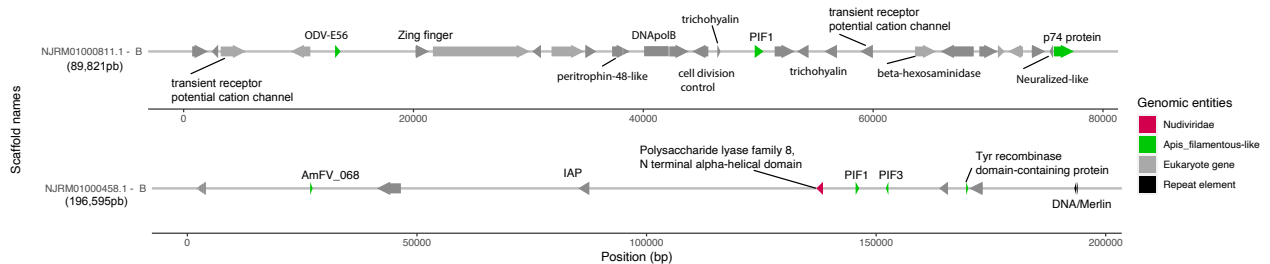 trichohyalin
transient receptor
potential cation channel
ODV-E56
Zing finger
DNApolB
PIF1
p74 protein
NJRM01000811.1 - B
(89,821pb)
transient receptor
potential cation channel
peritrophin-48-like
cell division
control
trichohyalin
beta-hexosaminidase
Neuralized-like
0
20000
40000
60000
80000
Scaffold names
Genomic entities
Nudiviridae
Apis_filamentous-like
Eukaryote gene
Repeat element
Polysaccharide lyase family 8,
N terminal alpha-helical domain
Tyr recombinase
domain-containing protein
AmFV_068
IAP
PIF1
PIF3
NJRM01000458.1 - B
(196,595pb)
DNA/Merlin
0
50000
100000
150000
200000
Position (bp)